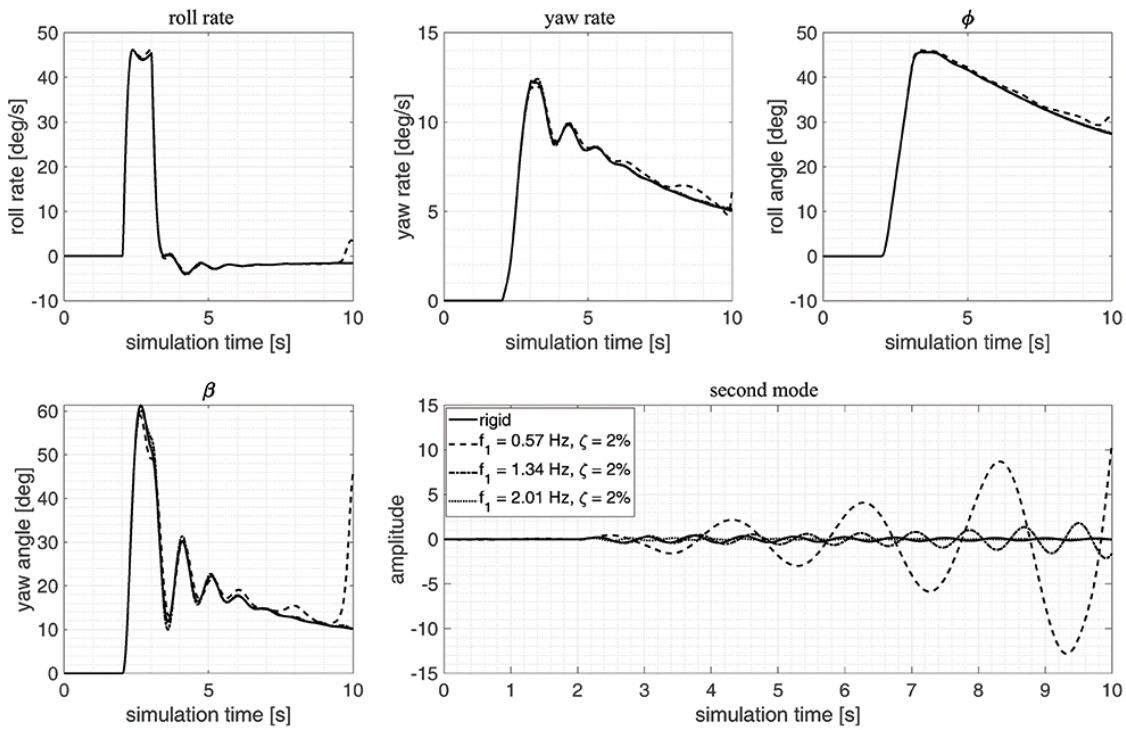 roll rate
50
40
30
20
10
0
-10
roll rate [deg/s]
0
5
10
simulation time [s]
yaw rate
15
10
5
0
yaw rate [deg/s]
0
5
10
simulation time [s]
ϕ
50
40
30
20
10
0
-10
roll angle [deg]
0
5
10
simulation time [s]
β
60
50
40
30
20
10
0
yaw angle [deg]
0
5
10
simulation time [s]
second mode
15
10
5
0
-5
-10
-15
amplitude
rigid
f₁ = 0.57 Hz, ζ = 2%
f₁ = 1.34 Hz, ζ = 2%
f₁ = 2.01 Hz, ζ = 2%
0 1 2 3 4 5 6 7 8 9 10
simulation time [s]